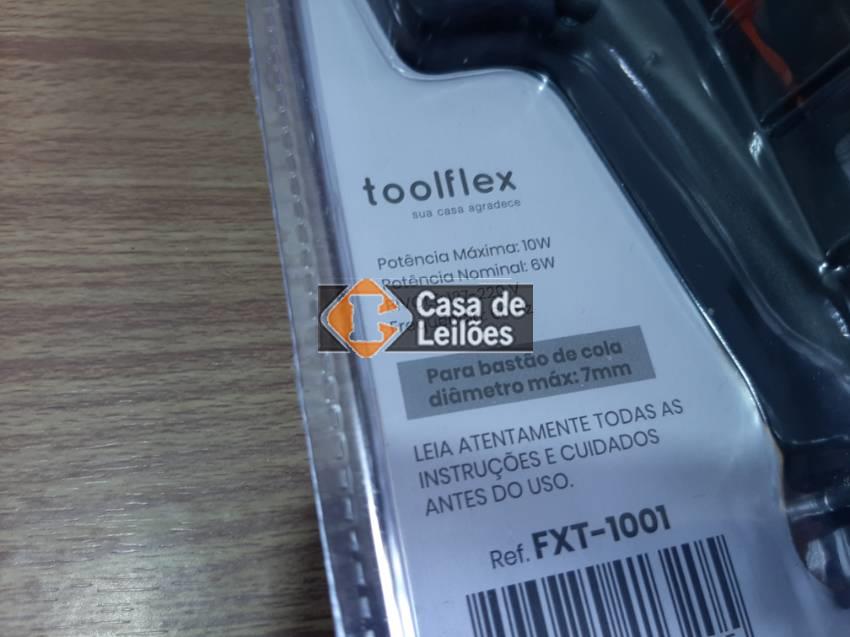 toolflex
sua casa agradece
Potência Máxima: 10W
Potência Nominal: 6W
Casa de
Leilões
Para bastão de cola
diâmetro máx: 7mm
LEIA ATENTAMENTE TODAS AS
INSTRUÇÕES E CUIDADOS
ANTES DO USO.
Ref. FXT-1001